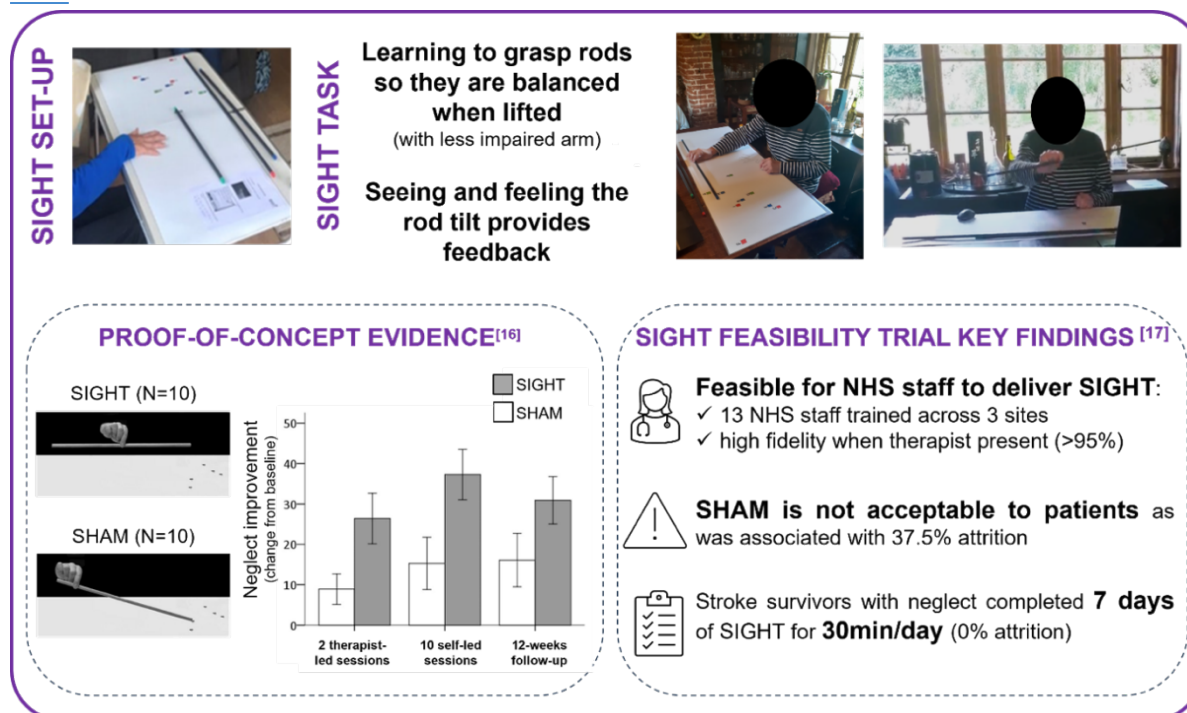 SIGHT SET-UP
SIGHT TASK
Learning to grasp rods
so they are balanced
when lifted
(with less impaired arm)
Seeing and feeling the
rod tilt provides
feedback
PROOF-OF-CONCEPT EVIDENCE[16]
SIGHT (N=10)
SHAM (N=10)
SIGHT
SHAM
Neglect improvement
(change from baseline)
50
40
30
20
10
0
2 therapist-
led sessions
10 self-led
sessions
12-weeks
follow-up
SIGHT FEASIBILITY TRIAL KEY FINDINGS [17]
Feasible for NHS staff to deliver SIGHT:
✓ 13 NHS staff trained across 3 sites
✓ high fidelity when therapist present (>95%)
SHAM is not acceptable to patients as
was associated with 37.5% attrition
Stroke survivors with neglect completed 7 days
of SIGHT for 30min/day (0% attrition)